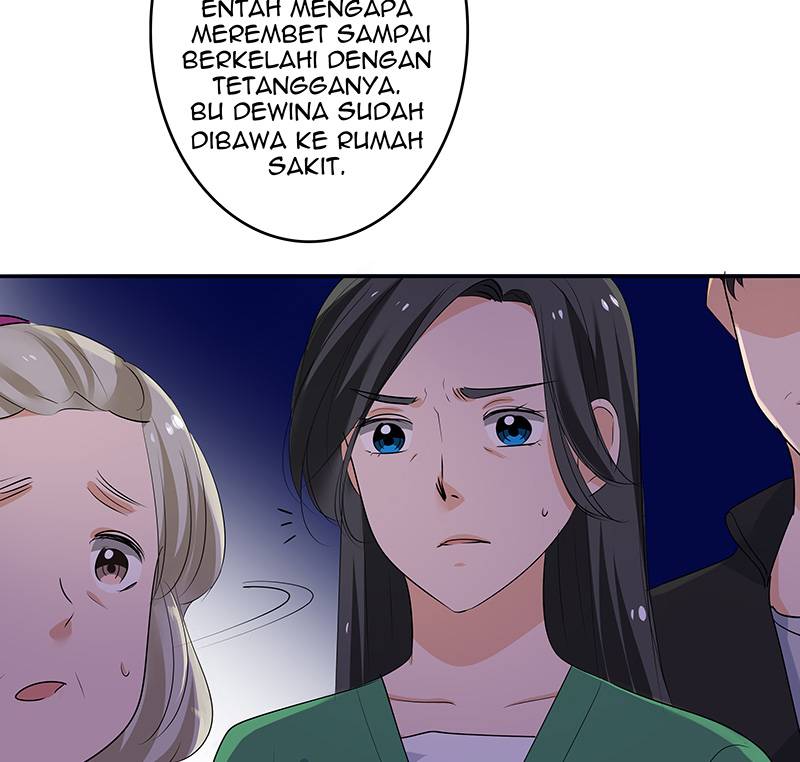 ENTAH MENGAPA
MEREMBET SAMPAI
BERKELAHI DENGAN
TETANGGANYA.
BU DEWINA SUDAH
DIBAWA KE RUMAH
SAKIT.